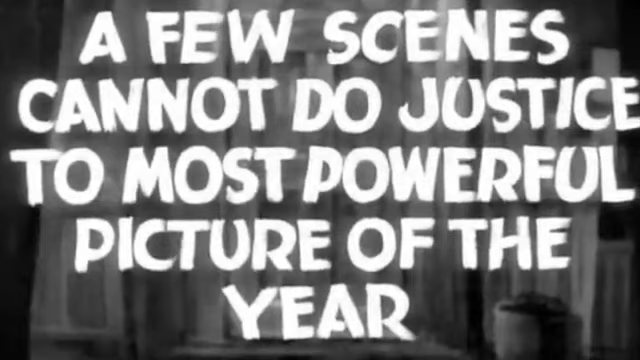 A FEW SCENES
CANNOT DO JUSTICE
TO MOST POWERFUL
PICTURE OF THE
YEAR